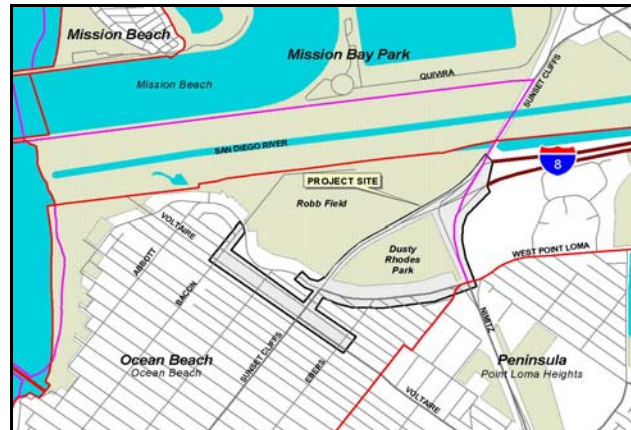 Mission Beach
Mission Beach
Mission Bay Park
QUIVIRA
SUNSET CLIFFS
SAN DIEGO RIVER
8
PROJECT SITE
Robb Field
VOLTAIRE
ABBOTT
BACON
Dusty
Rhodes
Park
WEST POINT LOMA
NIMITZ
Ocean Beach
Ocean Beach
SUNSET CLIFFS
EBERS
Peninsula
Point Loma Heights
VOLTAIRE